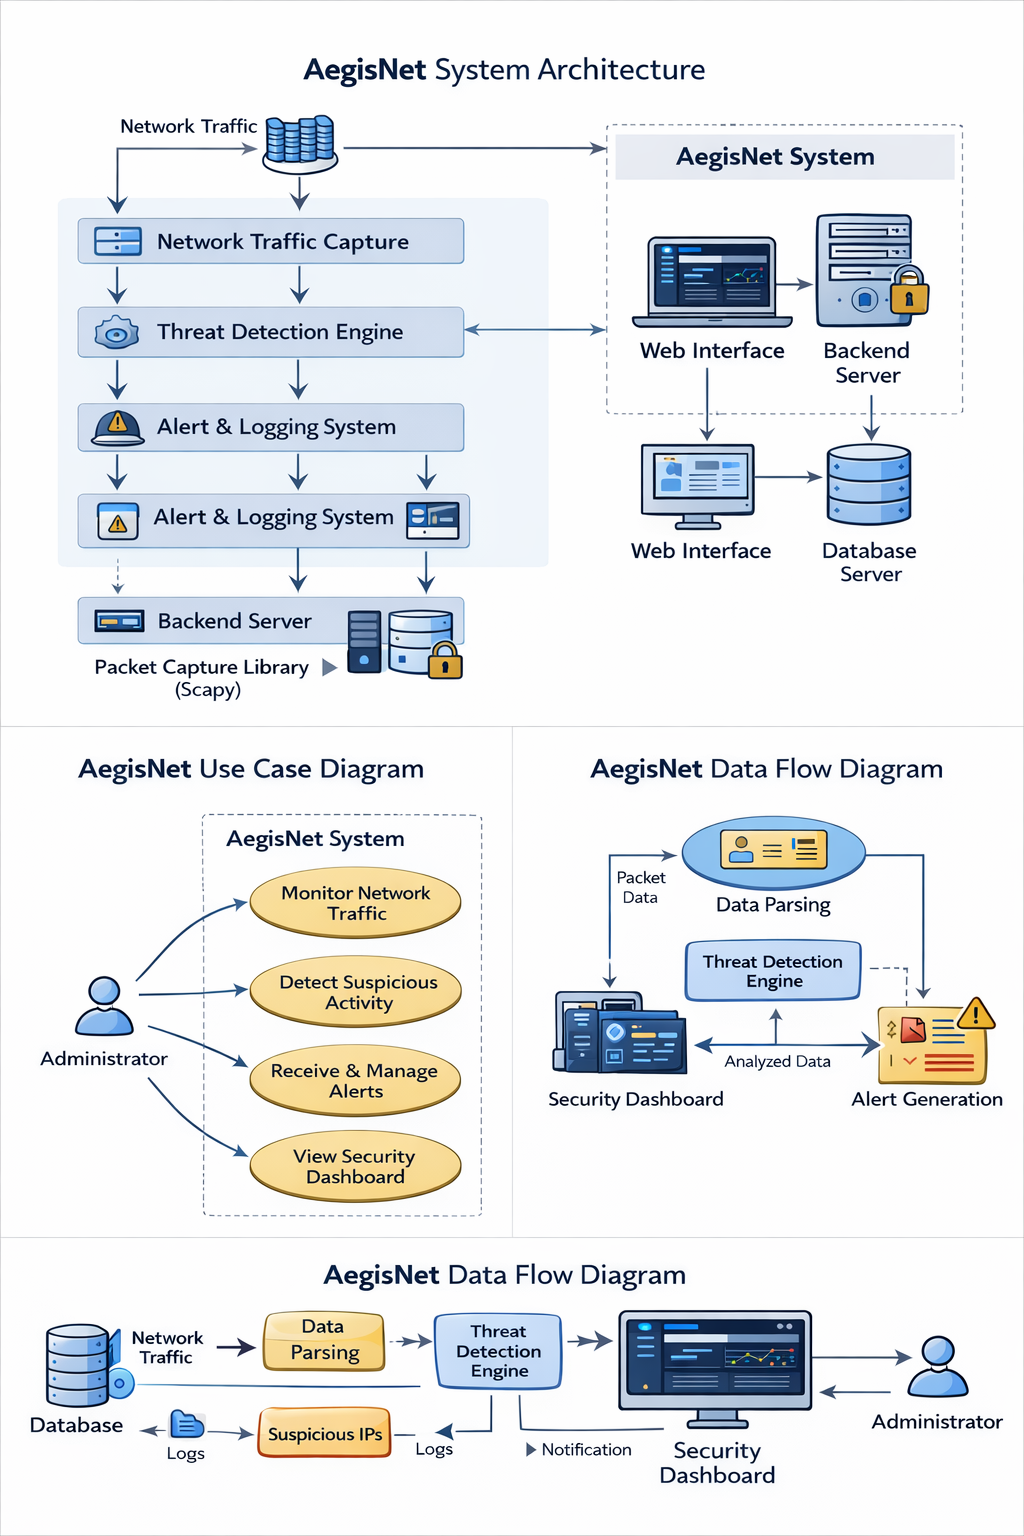 AegisNet System Architecture
Network Traffic
AegisNet System
Network Traffic Capture
Threat Detection Engine
Web Interface
Backend
Server
Alert & Logging System
Alert & Logging System
Web Interface
Database
Server
Backend Server
Packet Capture Library
(Scapy)
AegisNet Use Case Diagram
AegisNet System
Monitor Network
Traffic
Detect Suspicious
Activity
Administrator
Receive & Manage
Alerts
View Security
Dashboard
AegisNet Data Flow Diagram
Packet
Data
Data Parsing
Threat Detection
Engine
Analyzed Data
Security Dashboard
Alert Generation
AegisNet Data Flow Diagram
Network
Traffic
Data
Parsing
Threat
Detection
Engine
Database
Logs
Suspicious IPs
Logs
Notification
Security
Dashboard
Administrator